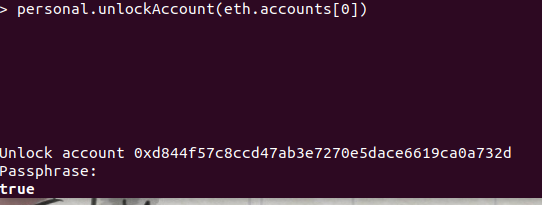 > personal.unlockAccount(eth.accounts[0])
Unlock account 0xd844f57c8ccd47ab3e7270e5dace6619ca0a732d
Passphrase:
true